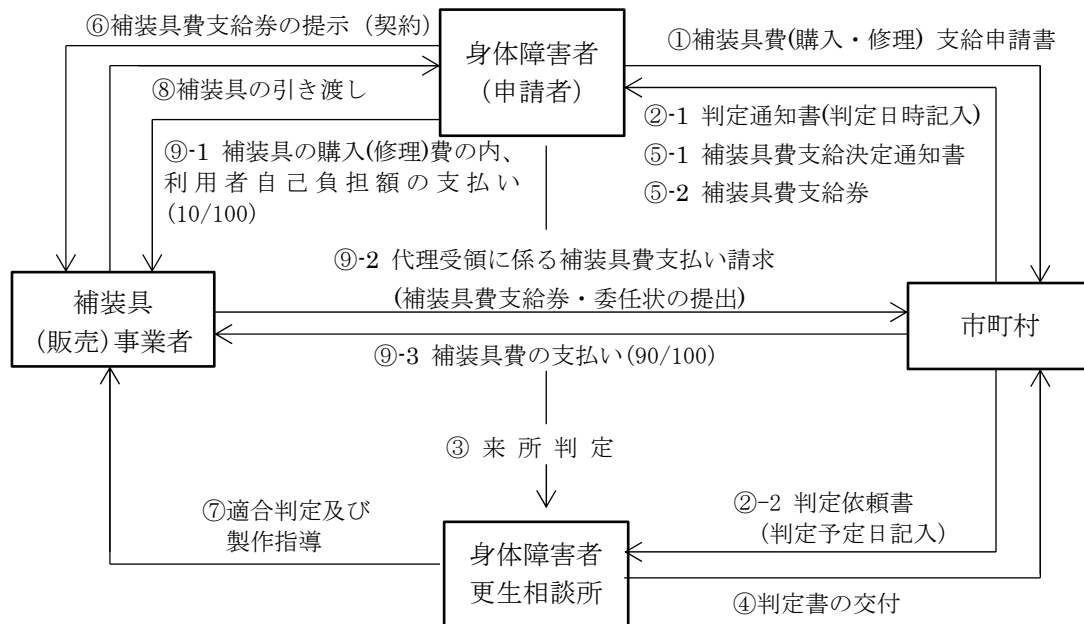 ⑥補装具費支給券の提示 (契約)
身体障害者
(申請者)
①補装具費(購入・修理) 支給申請書
⑧補装具の引き渡し
②-1 判定通知書(判定日時記入)
⑤-1 補装具費支給決定通知書
⑤-2 補装具費支給券
⑨-1 補装具の購入(修理)費の内、
利用者自己負担額の支払い
(10/100)
⑨-2 代理受領に係る補装具費支払い請求
(補装具費支給券・委任状の提出)
補装具
(販売)事業者
市町村
⑨-3 補装具費の支払い(90/100)
③ 来 所 判 定
⑦適合判定及び
製作指導
②-2 判定依頼書
(判定予定日記入)
身体障害者
更生相談所
④判定書の交付